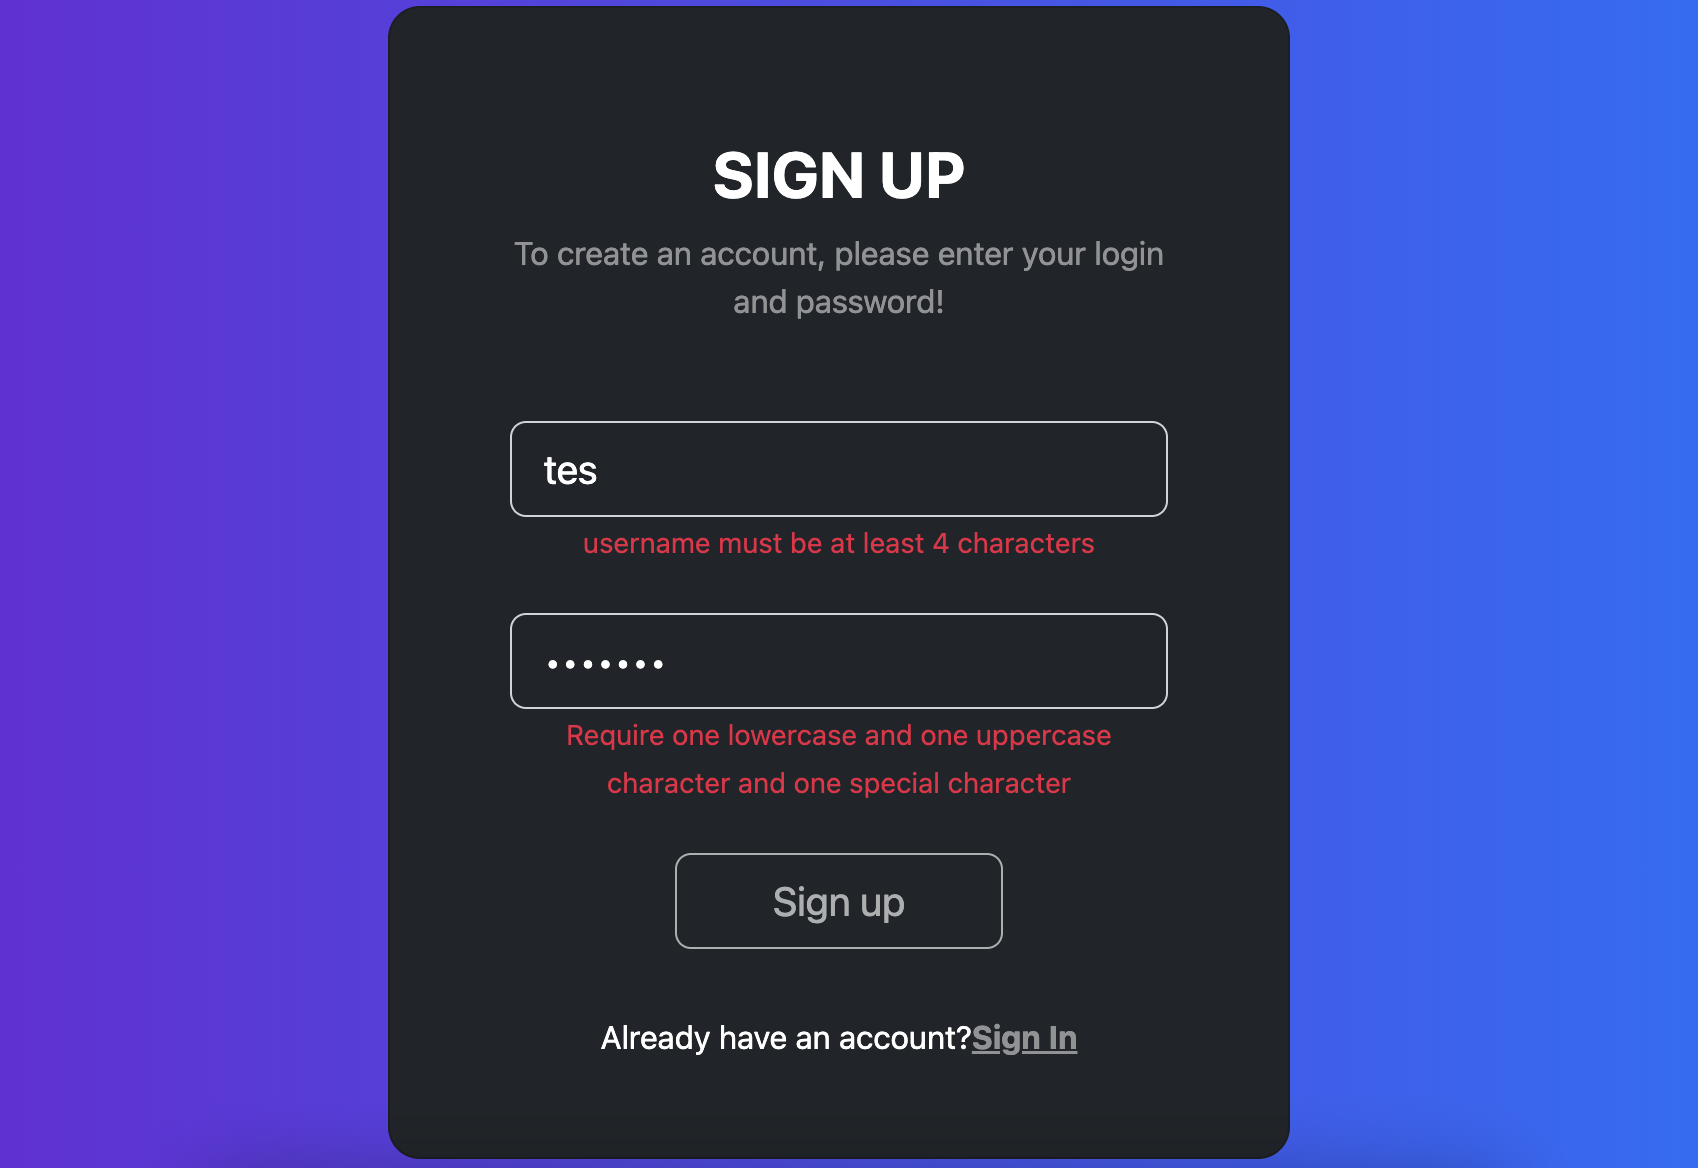 SIGN UP
To create an account, please enter your login
and password!
tes
username must be at least 4 characters
•••••••
Require one lowercase and one uppercase
character and one special character
Sign up
Already have an account?Sign In